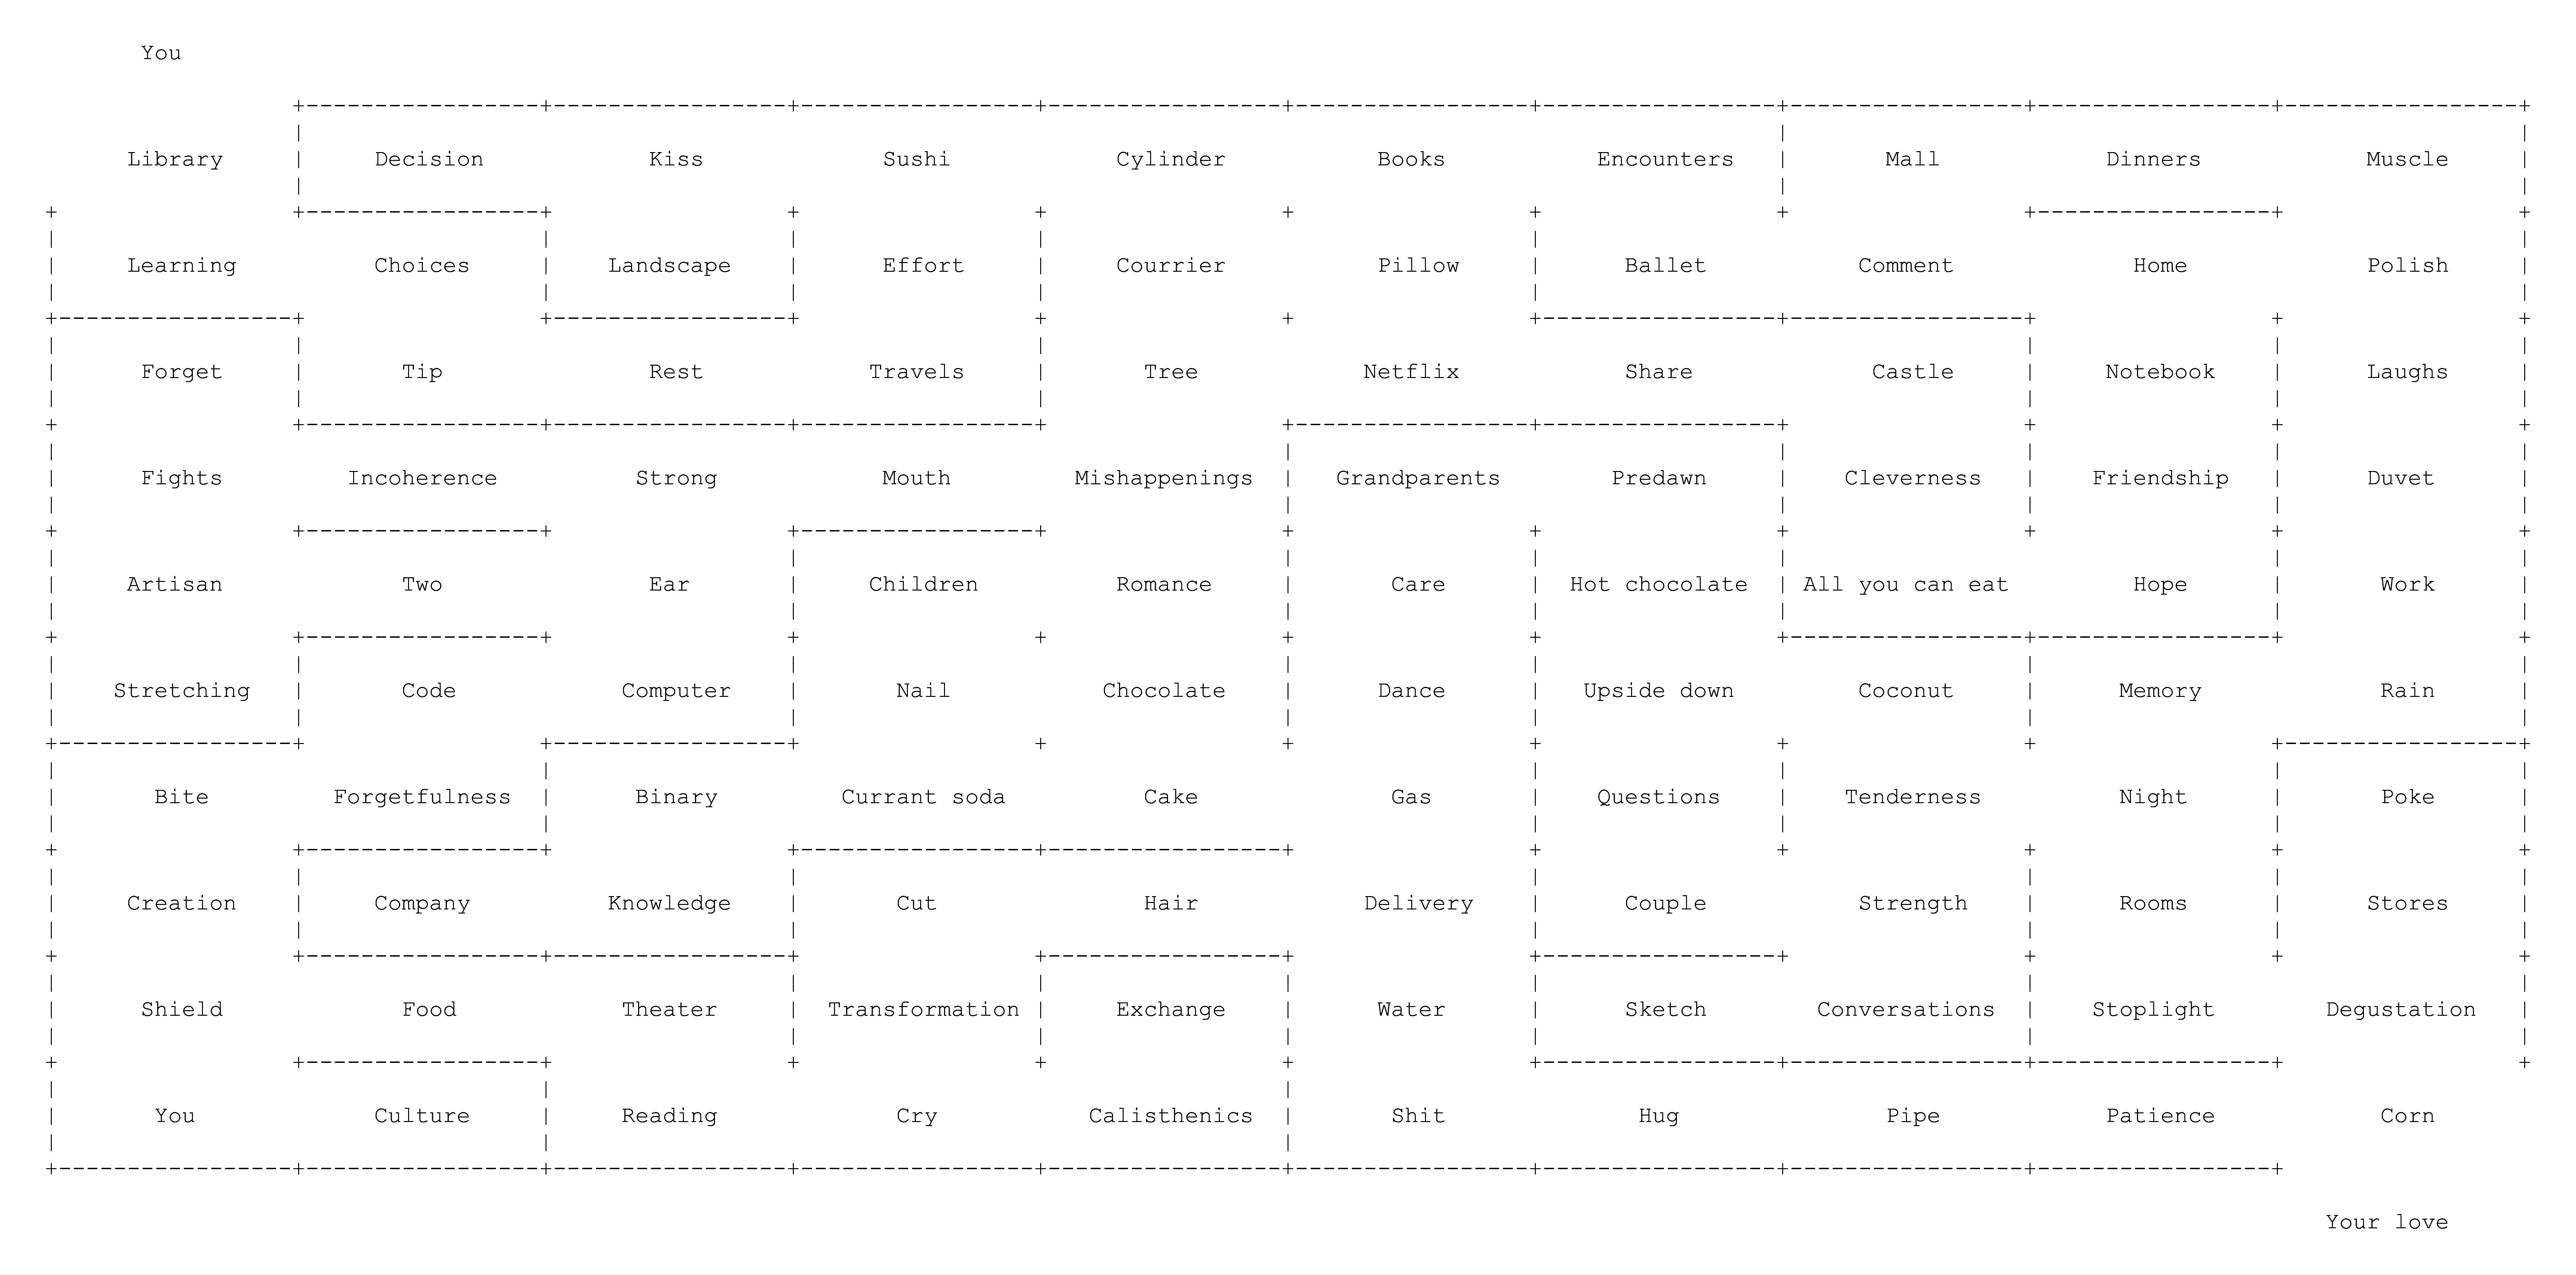 You
Library Decision Kiss Sushi Cylinder Books Encounters Mall Dinners Muscle
Learning Choices Landscape Effort Courrier Pillow Ballet Comment Home Polish
Forget Tip Rest Travels Tree Netflix Share Castle Notebook Laughs
Fights Incoherence Strong Mouth Mishappenings Grandparents Predawn Cleverness Friendship Duvet
Artisan Two Ear Children Romance Care Hot chocolate All you can eat Hope Work
Stretching Code Computer Nail Chocolate Dance Upside down Coconut Memory Rain
Bite Forgetfulness Binary Currant soda Cake Gas Questions Tenderness Night Poke
Creation Company Knowledge Cut Hair Delivery Couple Strength Rooms Stores
Shield Food Theater Transformation Exchange Water Sketch Conversations Stoplight Degustation
You Culture Reading Cry Calisthenics Shit Hug Pipe Patience Corn
Your love